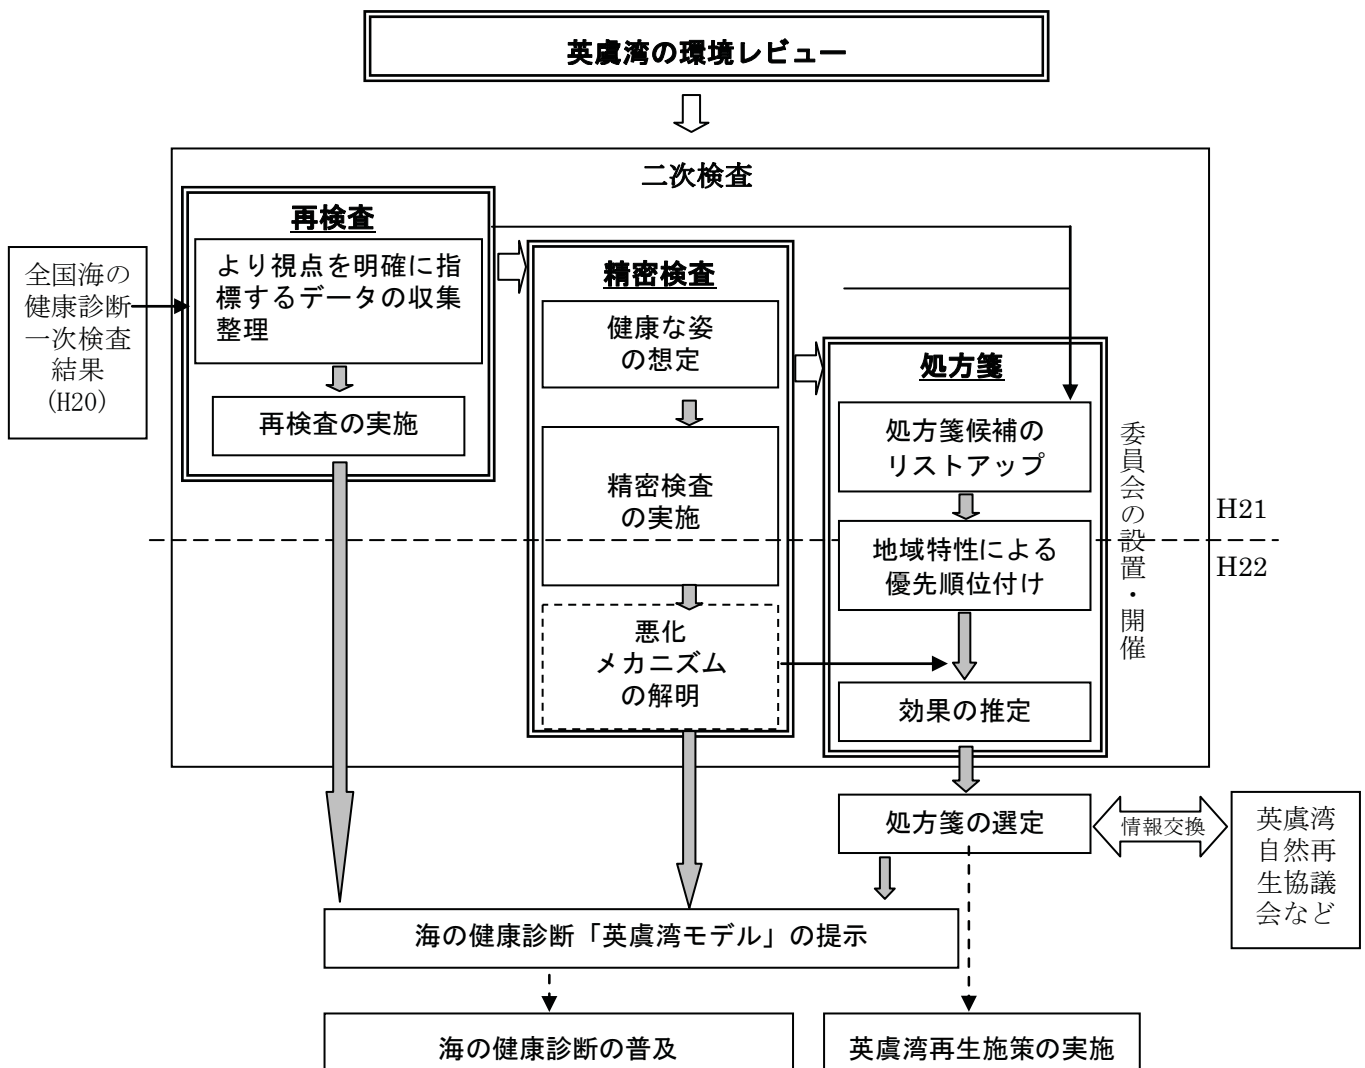 英虞湾の環境レビュー
二次検査
再検査
より視点を明確に指
標するデータの収集
整理
再検査の実施
全国海の
健康診断
一次検査
結果
(H20)
精密検査
健康な姿
の想定
精密検査
の実施
悪化
メカニズム
の解明
処方箋
処方箋候補の
リストアップ
地域特性による
優先順位付け
効果の推定
委員会の設置・開催
H21
H22
処方箋の選定
情報交換
英虞湾
自然再
生協議
会など
海の健康診断「英虞湾モデル」の提示
海の健康診断の普及
英虞湾再生施策の実施